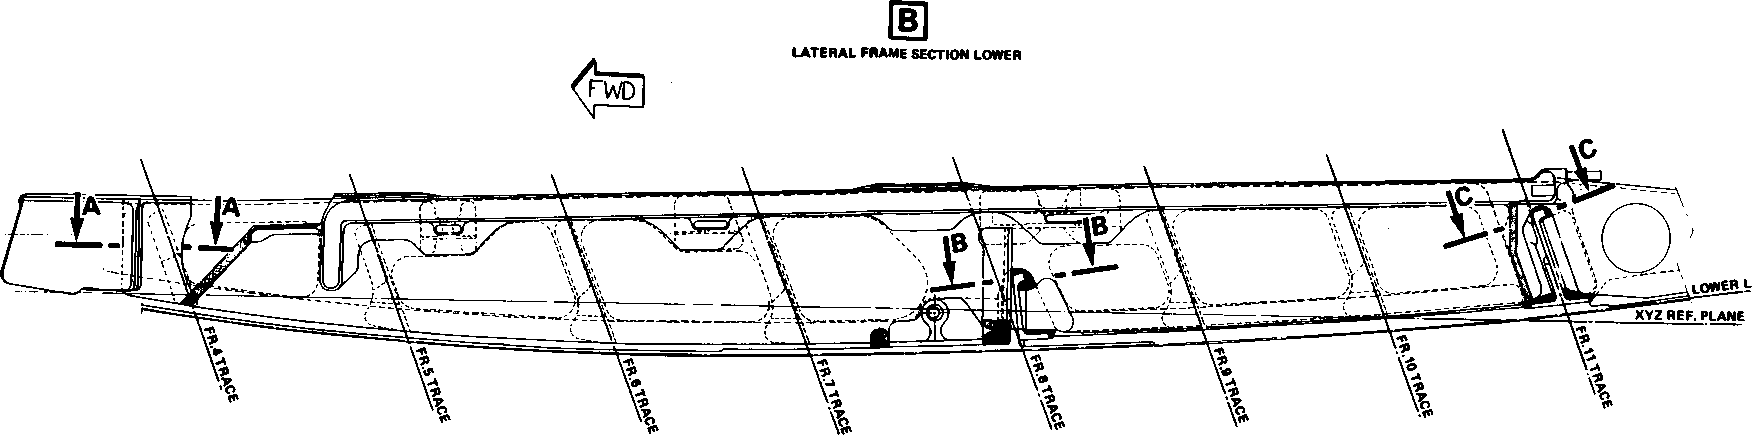 B
LATERAL FRAME SECTION LOWER
FWD
A
A
B
B
C
C
LOWER L
XYZ REF. PLANE
FR.4 TRACE
FR.5 TRACE
FR.6 TRACE
FR.7 TRACE
FR.8 TRACE
FR.9 TRACE
FR.10 TRACE
FR.11 TRACE